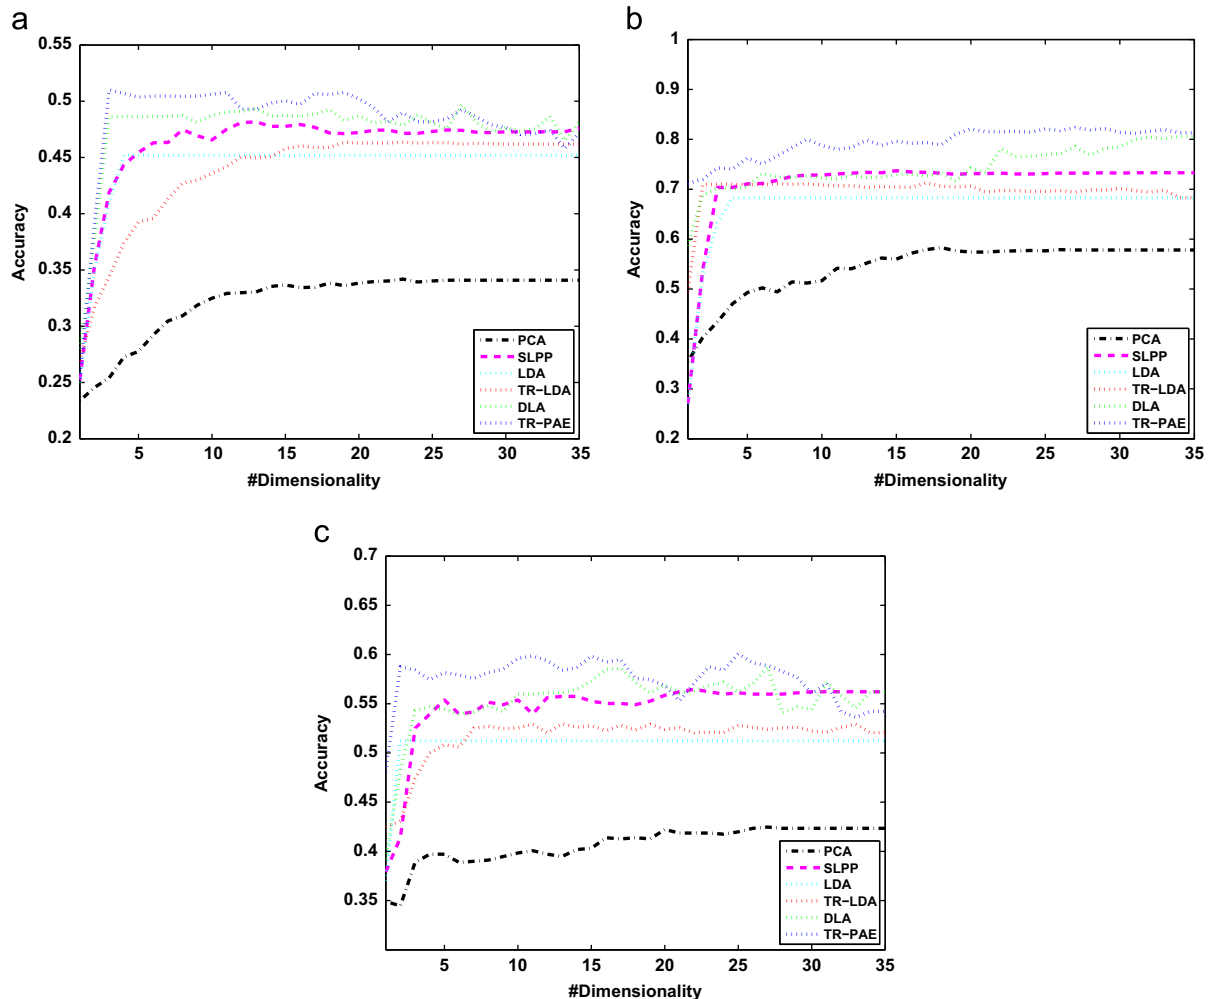 a
0.55
0.5
0.45
0.4
0.35
0.3
0.25
0.2
Accuracy
5 10 15 20 25 30 35
#Dimensionality
PCA
SLPP
LDA
TR−LDA
DLA
TR−PAE
b
1
0.9
0.8
0.7
0.6
0.5
0.4
0.3
0.2
Accuracy
5 10 15 20 25 30 35
#Dimensionality
PCA
SLPP
LDA
TR−LDA
DLA
TR−PAE
c
0.7
0.65
0.6
0.55
0.5
0.45
0.4
0.35
Accuracy
5 10 15 20 25 30 35
#Dimensionality
PCA
SLPP
LDA
TR−LDA
DLA
TR−PAE